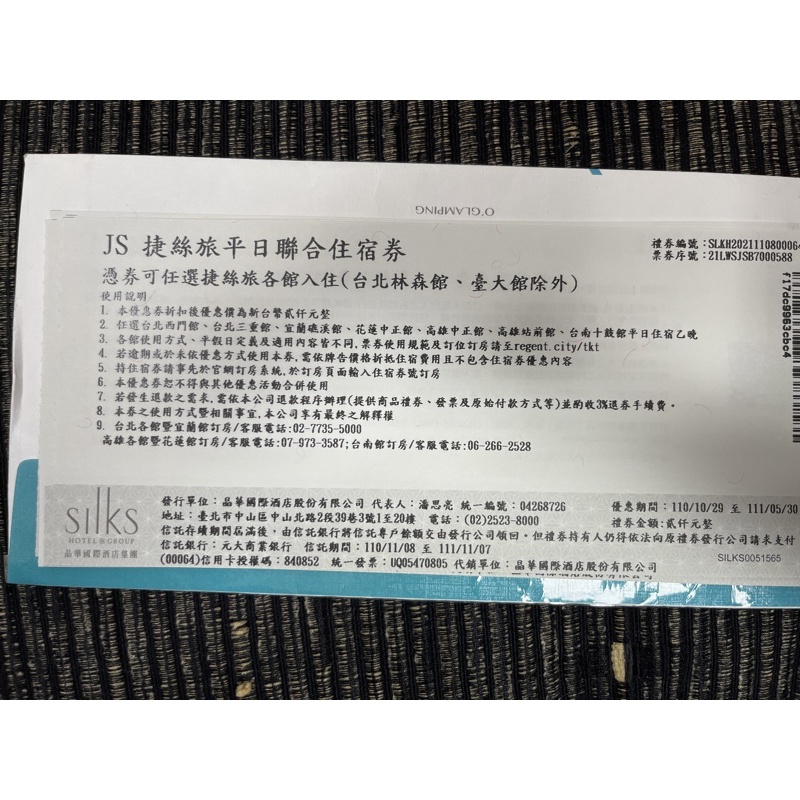 O'GLAMPING
JS 捷絲旅平日聯合住宿券
憑券可任選捷絲旅各館入住(台北林森館、臺大館除外)
禮券編號:SLKH2021110800064
票券序號:21LWSJSB7000588
f17d69863cbc4
使用說明
1. 本優惠券折扣後優惠價為新台幣貳仟元整
2. 任選台北西門館、台北三重館、宜蘭礁溪館、花蓮中正館、高雄中正館、高雄站前館、台南十鼓館平日住宿乙晚
3. 各館使用方式、平假日定義及適用內容皆不同,票券使用規範及訂位訂房請至regent.city/tkt
4. 若逾期或於未依優惠方式使用本券,需依牌告價格折抵住宿費用且不包含住宿券優惠內容
5. 持住宿券請事先於官網訂房系統,於訂房頁面輸入住宿券號訂房
6. 本優惠券恕不得與其他優惠活動合併使用
7. 若發生退款之需求,需依本公司退款程序辦理(提供商品禮券、發票及原始付款方式等)並酌收3%退券手續費。
8. 本券之使用方式暨相關事宜,本公司享有最終之解釋權
9. 台北各館暨宜蘭館訂房/客服電話:02-7735-5000
高雄各館暨花蓮館訂房/客服電話:07-973-3587;台南館訂房/客服電話:06-266-2528
silks
HOTEL GROUP
晶華國際酒店集團
發行單位:晶華國際酒店股份有限公司 代表人:潘思亮 統一編號:04268726
優惠期間:110/10/29 至 111/05/30
地址:臺北市中山區中山北路2段39巷3號1至20樓 電話:(02)2523-8000
禮券金額:貳仟元整
信託存續期間屆滿後,由信託銀行將信託專戶餘額交由發行公司領回。但禮券持有人仍得依法向原禮券發行公司請求支付
信託銀行:元大商業銀行 信託期間:110/11/08 至 111/11/07
SILKS0051565
(00064)信用卡授權碼:840852 統一發票:UQ05470805 代銷單位:晶華國際酒店股份有限公司